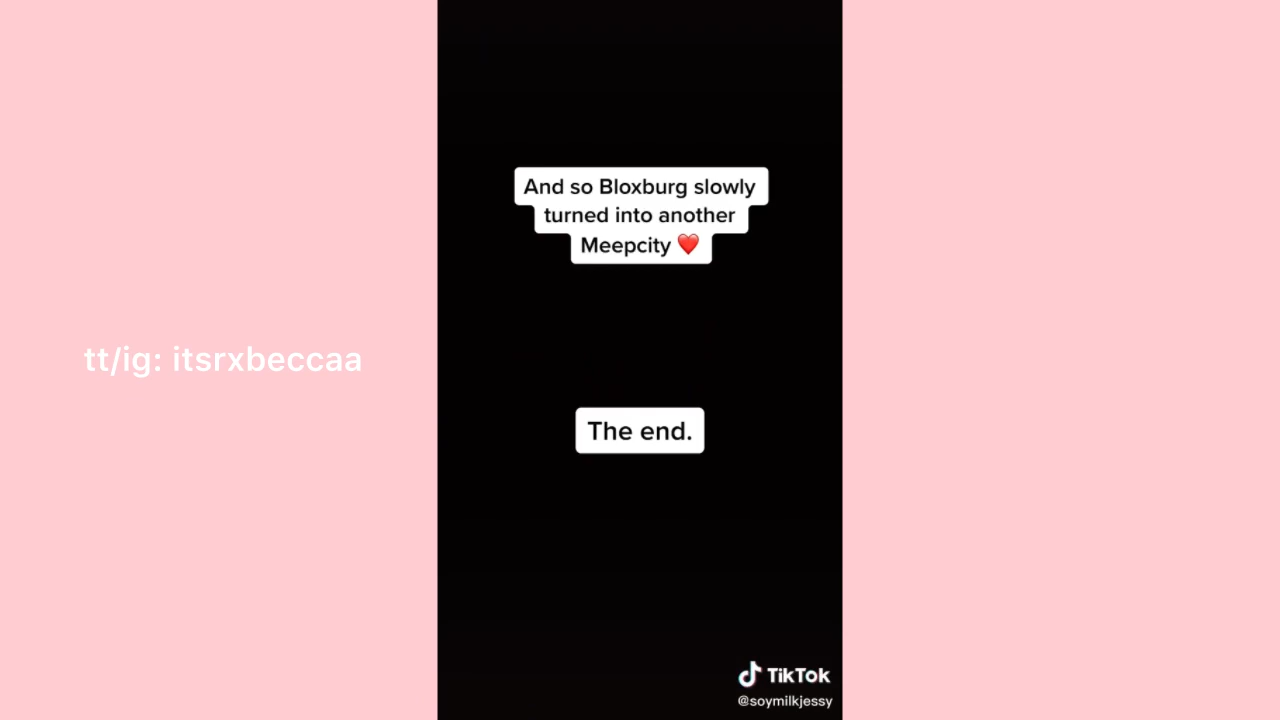 And so Bloxburg slowly
turned into another
Meepcity ❤️
tt/ig: itsrxbeccaa
The end.
TikTok
@soymilkjessy